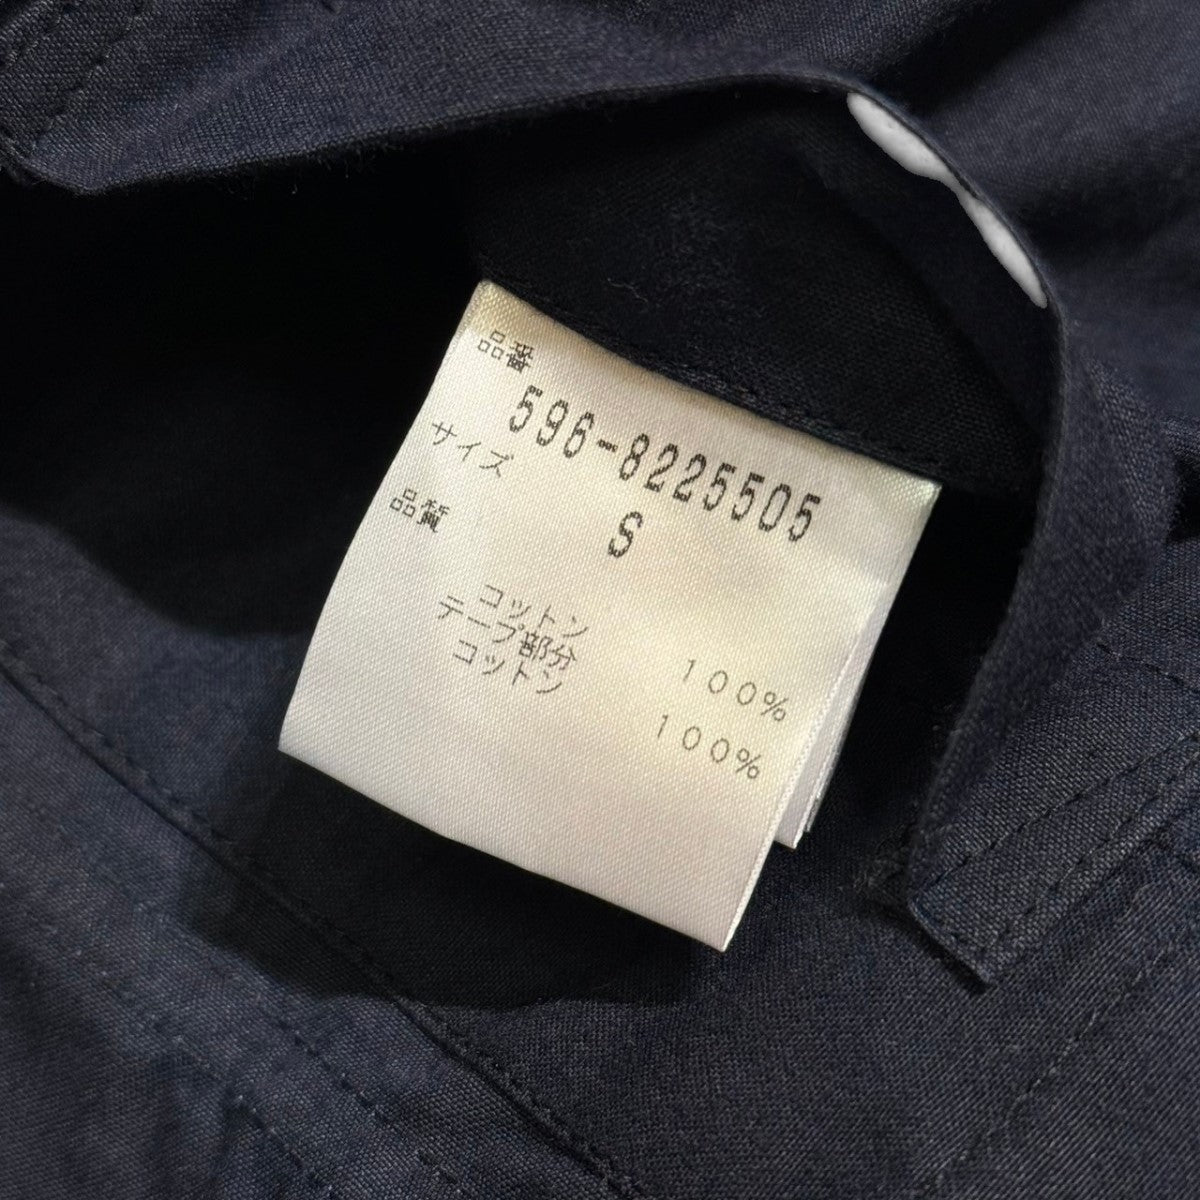 品番
596-8225505
サイズ
S
品質
コットン 100%
テープ部分
コットン 100%